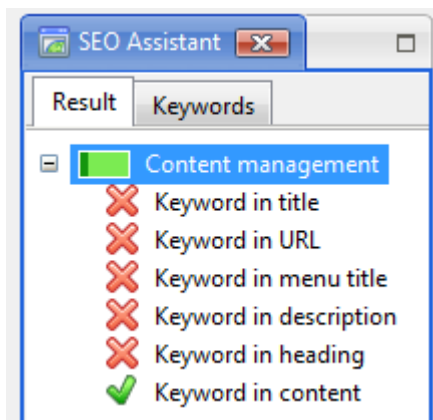 SEO Assistant
Result Keywords
Content management
Keyword in title
Keyword in URL
Keyword in menu title
Keyword in description
Keyword in heading
Keyword in content